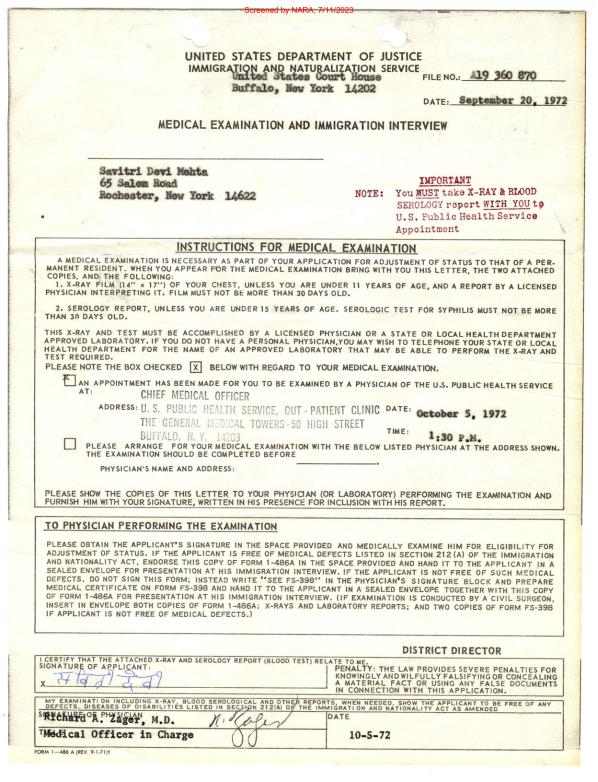 Screened by NARA, 7/11/2023
UNITED STATES DEPARTMENT OF JUSTICE
IMMIGRATION AND NATURALIZATION SERVICE
United States Court House
Buffalo, New York 14202
FILE NO.: A19 360 870
DATE: September 20, 1972
MEDICAL EXAMINATION AND IMMIGRATION INTERVIEW
Savitri Devi Mehta
65 Salem Road
Rochester, New York 14622
IMPORTANT
NOTE: You MUST take X-RAY & BLOOD
SEROLOGY report WITH YOU to
U.S. Public Health Service
Appointment
INSTRUCTIONS FOR MEDICAL EXAMINATION
A MEDICAL EXAMINATION IS NECESSARY AS PART OF YOUR APPLICATION FOR ADJUSTMENT OF STATUS TO THAT OF A PER-
MANENT RESIDENT. WHEN YOU APPEAR FOR THE MEDICAL EXAMINATION BRING WITH YOU THIS LETTER, THE TWO ATTACHED
COPIES, AND THE FOLLOWING:
1. X-RAY FILM (14" x 17") OF YOUR CHEST, UNLESS YOU ARE UNDER 11 YEARS OF AGE, AND A REPORT BY A LICENSED
PHYSICIAN INTERPRETING IT. FILM MUST NOT BE MORE THAN 30 DAYS OLD.
2. SEROLOGY REPORT, UNLESS YOU ARE UNDER 15 YEARS OF AGE. SEROLOGIC TEST FOR SYPHILIS MUST NOT BE MORE
THAN 30 DAYS OLD.
THIS X-RAY AND TEST MUST BE ACCOMPLISHED BY A LICENSED PHYSICIAN OR A STATE OR LOCAL HEALTH DEPARTMENT
APPROVED LABORATORY. IF YOU DO NOT HAVE A PERSONAL PHYSICIAN, YOU MAY WISH TO TELEPHONE YOUR STATE OR LOCAL
HEALTH DEPARTMENT FOR THE NAME OF AN APPROVED LABORATORY THAT MAY BE ABLE TO PERFORM THE X-RAY AND
TEST REQUIRED.
PLEASE NOTE THE BOX CHECKED X BELOW WITH REGARD TO YOUR MEDICAL EXAMINATION.
X AN APPOINTMENT HAS BEEN MADE FOR YOU TO BE EXAMINED BY A PHYSICIAN OF THE U.S. PUBLIC HEALTH SERVICE
AT: CHIEF MEDICAL OFFICER
ADDRESS: U. S. PUBLIC HEALTH SERVICE, OUT - PATIENT CLINIC DATE: October 5, 1972
THE GENERAL MEDICAL TOWERS - 50 HIGH STREET
BUFFALO, N. Y. 14203 TIME: 1:30 P.M.
PLEASE ARRANGE FOR YOUR MEDICAL EXAMINATION WITH THE BELOW LISTED PHYSICIAN AT THE ADDRESS SHOWN.
THE EXAMINATION SHOULD BE COMPLETED BEFORE
PHYSICIAN'S NAME AND ADDRESS:
PLEASE SHOW THE COPIES OF THIS LETTER TO YOUR PHYSICIAN (OR LABORATORY) PERFORMING THE EXAMINATION AND
FURNISH HIM WITH YOUR SIGNATURE, WRITTEN IN HIS PRESENCE FOR INCLUSION WITH HIS REPORT.
TO PHYSICIAN PERFORMING THE EXAMINATION
PLEASE OBTAIN THE APPLICANT'S SIGNATURE IN THE SPACE PROVIDED AND MEDICALLY EXAMINE HIM FOR ELIGIBILITY FOR
ADJUSTMENT OF STATUS. IF THE APPLICANT IS FREE OF MEDICAL DEFECTS LISTED IN SECTION 212 (A) OF THE IMMIGRATION
AND NATIONALITY ACT, ENDORSE THIS COPY OF FORM 1-486A IN THE SPACE PROVIDED AND HAND IT TO THE APPLICANT IN A
SEALED ENVELOPE FOR PRESENTATION AT HIS IMMIGRATION INTERVIEW. IF THE APPLICANT IS NOT FREE OF SUCH MEDICAL
DEFECTS, DO NOT SIGN THIS FORM; INSTEAD WRITE "SEE FS-398" IN THE PHYSICIAN'S SIGNATURE BLOCK AND PREPARE
MEDICAL CERTIFICATE ON FORM FS-398 AND HAND IT TO APPLICANT IN A SEALED ENVELOPE TOGETHER WITH THIS COPY
OF FORM 1-486A FOR PRESENTATION AT HIS IMMIGRATION INTERVIEW. (IF EXAMINATION IS CONDUCTED BY A CIVIL SURGEON,
INSERT IN ENVELOPE BOTH COPIES OF FORM 1-486A; X-RAYS AND LABORATORY REPORTS; AND TWO COPIES OF FORM FS-398
IF APPLICANT IS NOT FREE OF MEDICAL DEFECTS.)
DISTRICT DIRECTOR
I CERTIFY THAT THE ATTACHED X-RAY AND SEROLOGY REPORT (BLOOD TEST) RELATE TO ME.
SIGNATURE OF APPLICANT:
X सवित्री देवी
PENALTY: THE LAW PROVIDES SEVERE PENALTIES FOR
KNOWINGLY AND WILFULLY FALSIFYING OR CONCEALING
A MATERIAL FACT OR USING ANY FALSE DOCUMENTS
IN CONNECTION WITH THIS APPLICATION.
MY EXAMINATION INCLUDING X-RAY, BLOOD SEROLOGICAL AND OTHER REPORTS, WHEN NEEDED, SHOW THE APPLICANT TO BE FREE OF ANY
DEFECTS, DISEASES OR DISABILITIES LISTED IN SECTION 212(A) OF THE IMMIGRATION AND NATIONALITY ACT AS AMENDED
SIGNATURE OF PHYSICIAN
Richard A. Zager, M.D. R. Zager
TITLE
Medical Officer in Charge
DATE
10-5-72
FORM 1-486 A (REV. 9-1-71)Y